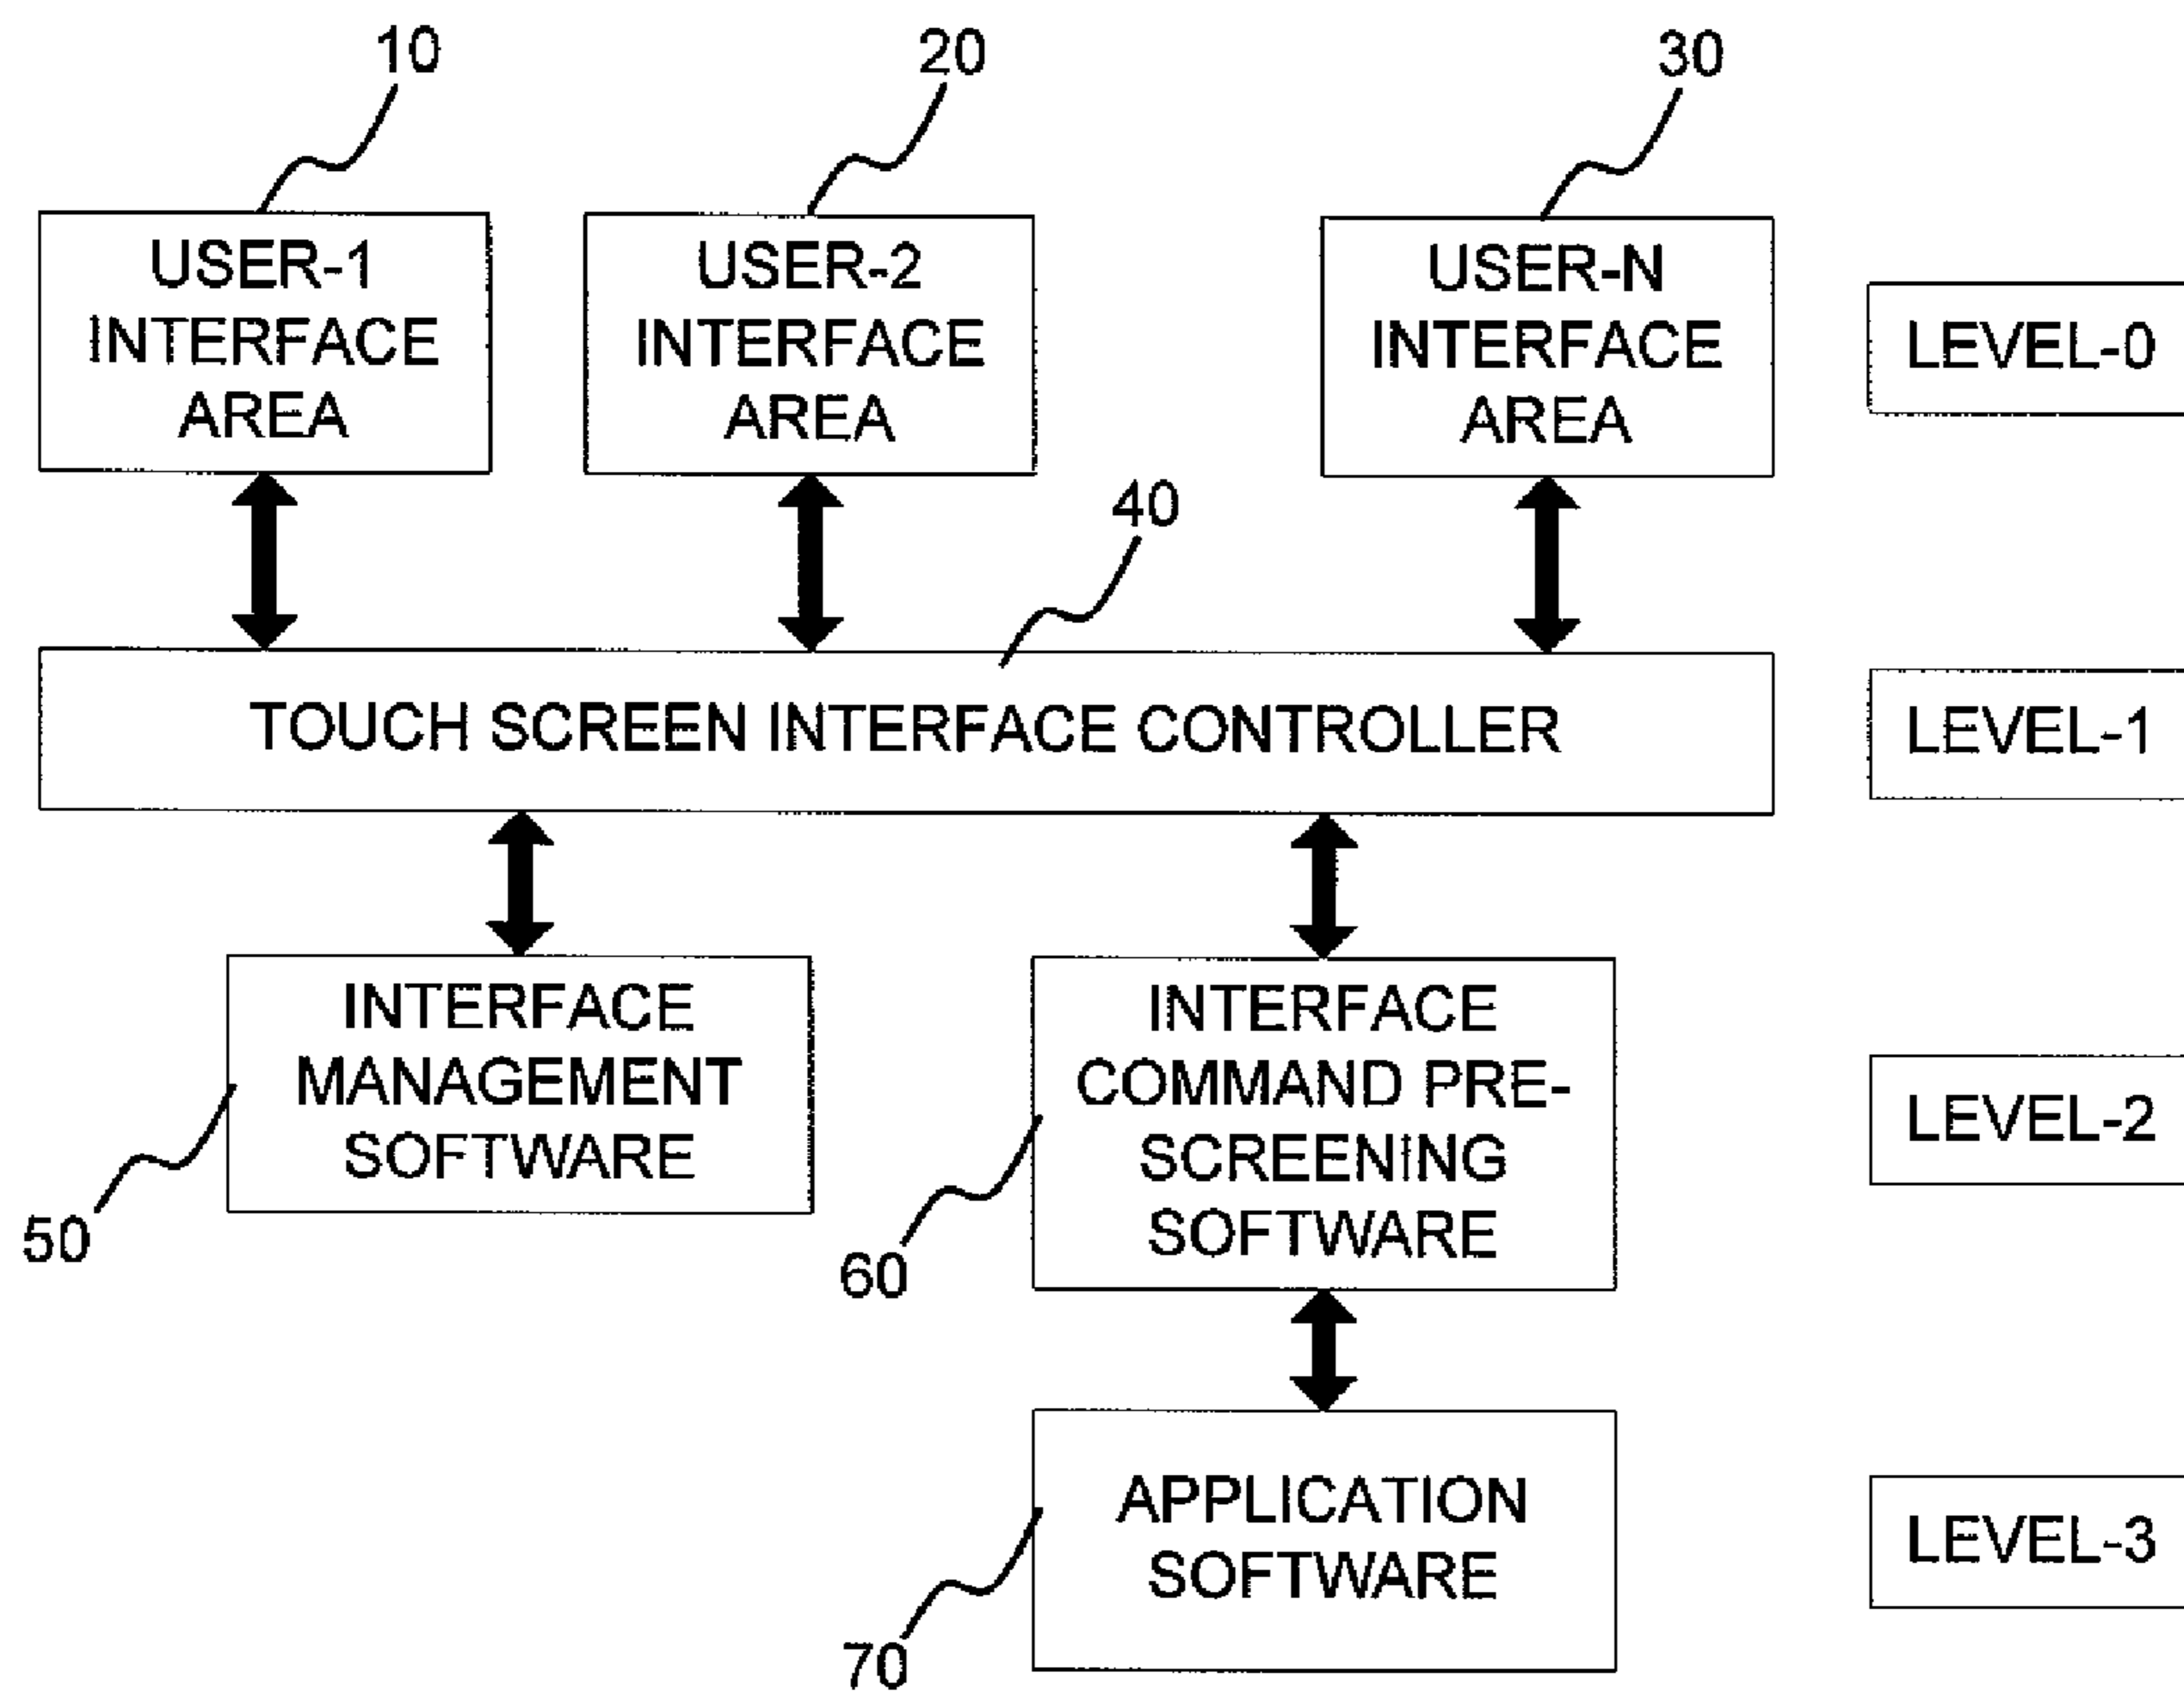 10
20
30
USER-1
INTERFACE
AREA
USER-2
INTERFACE
AREA
USER-N
INTERFACE
AREA
LEVEL-0
40
TOUCH SCREEN INTERFACE CONTROLLER
LEVEL-1
INTERFACE
MANAGEMENT
SOFTWARE
50
INTERFACE
COMMAND PRE-
SCREENING
SOFTWARE
60
LEVEL-2
APPLICATION
SOFTWARE
70
LEVEL-3